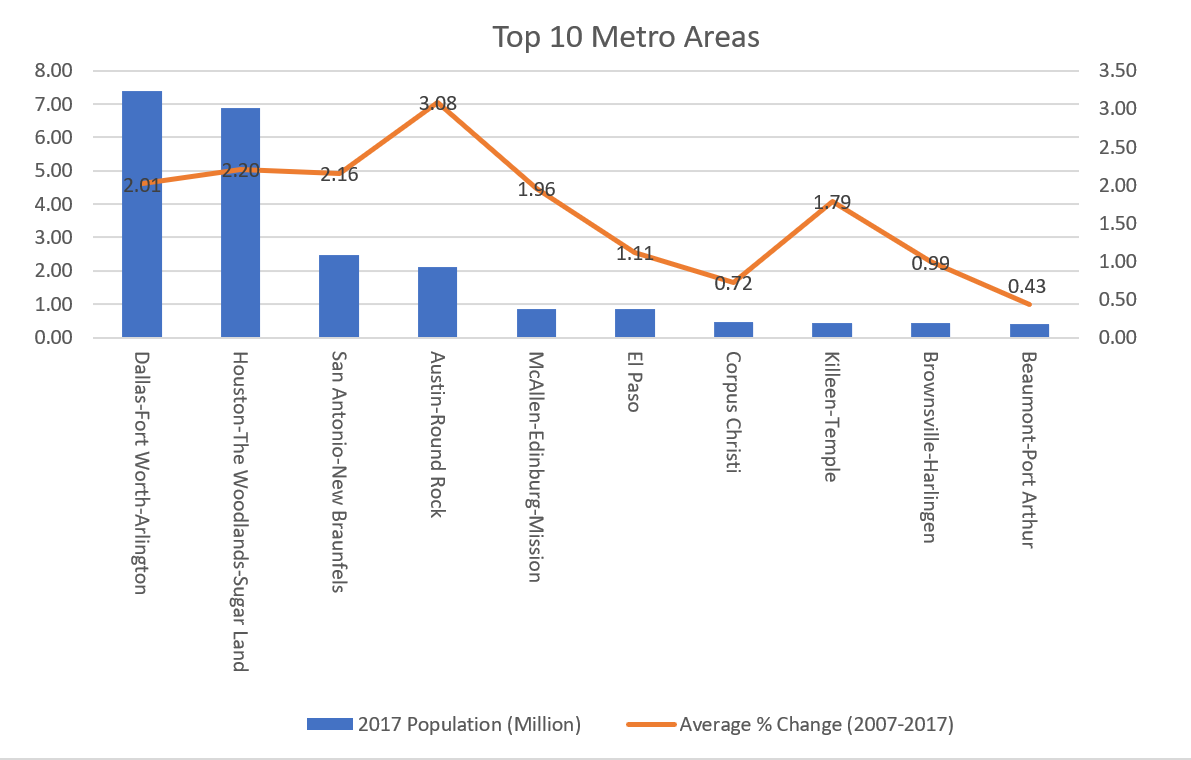 Top 10 Metro Areas
8.00
7.00
6.00
5.00
4.00
3.00
2.00
1.00
0.00
3.50
3.00
2.50
2.00
1.50
1.00
0.50
0.00
2.01
2.20
2.16
3.08
1.96
1.11
0.72
1.79
0.99
0.43
Dallas-Fort Worth-Arlington
Houston-The Woodlands-Sugar Land
San Antonio-New Braunfels
Austin-Round Rock
McAllen-Edinburg-Mission
El Paso
Corpus Christi
Killeen-Temple
Brownsville-Harlingen
Beaumont-Port Arthur
2017 Population (Million)
Average % Change (2007-2017)